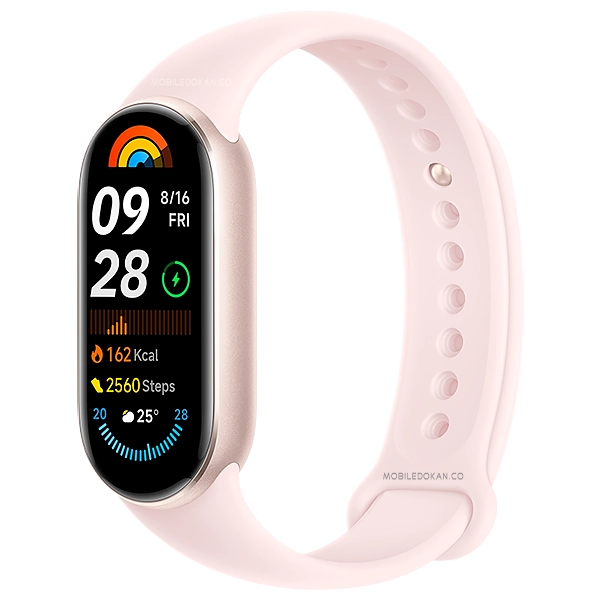 MOBILEDOKAN.CO
09
8/16
FRI
28
162 Kcal
2560 Steps
20 25° 28
MOBILEDOKAN.CO